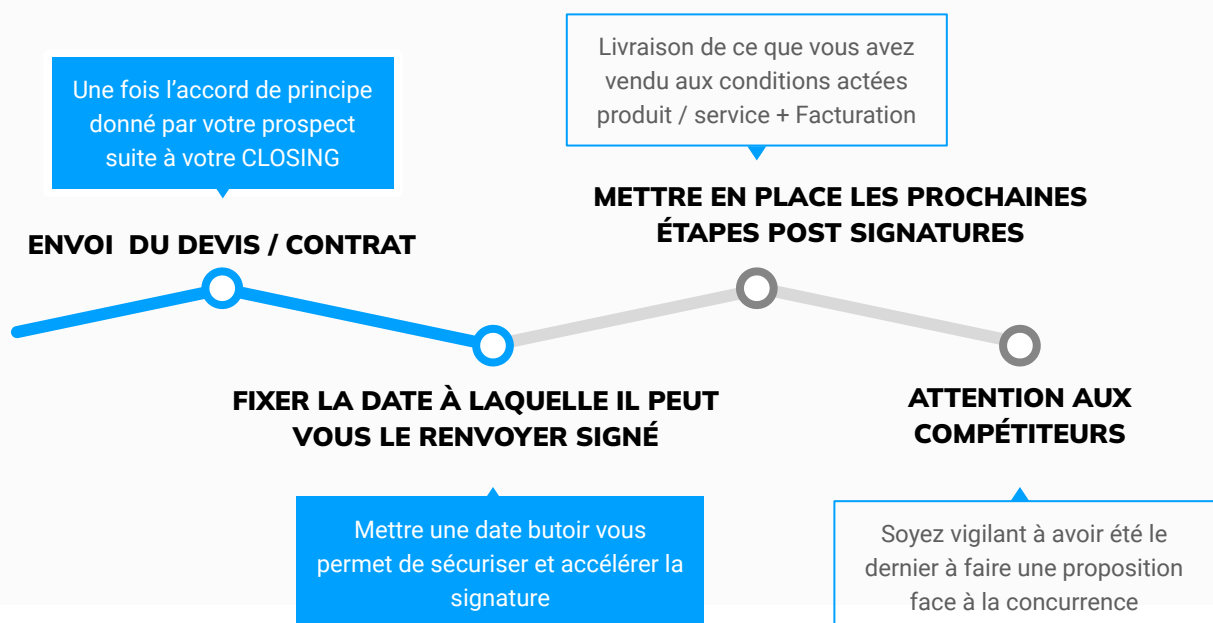 Une fois l’accord de principe
donné par votre prospect
suite à votre CLOSING
ENVOI  DU DEVIS / CONTRAT
FIXER LA DATE À LAQUELLE IL PEUT
VOUS LE RENVOYER SIGNÉ
Mettre une date butoir vous
permet de sécuriser et accélérer la
signature
Livraison de ce que vous avez
vendu aux conditions actées
produit / service + Facturation
METTRE EN PLACE LES PROCHAINES
ÉTAPES POST SIGNATURES
ATTENTION AUX
COMPÉTITEURS
Soyez vigilant à avoir été le
dernier à faire une proposition
face à la concurrence